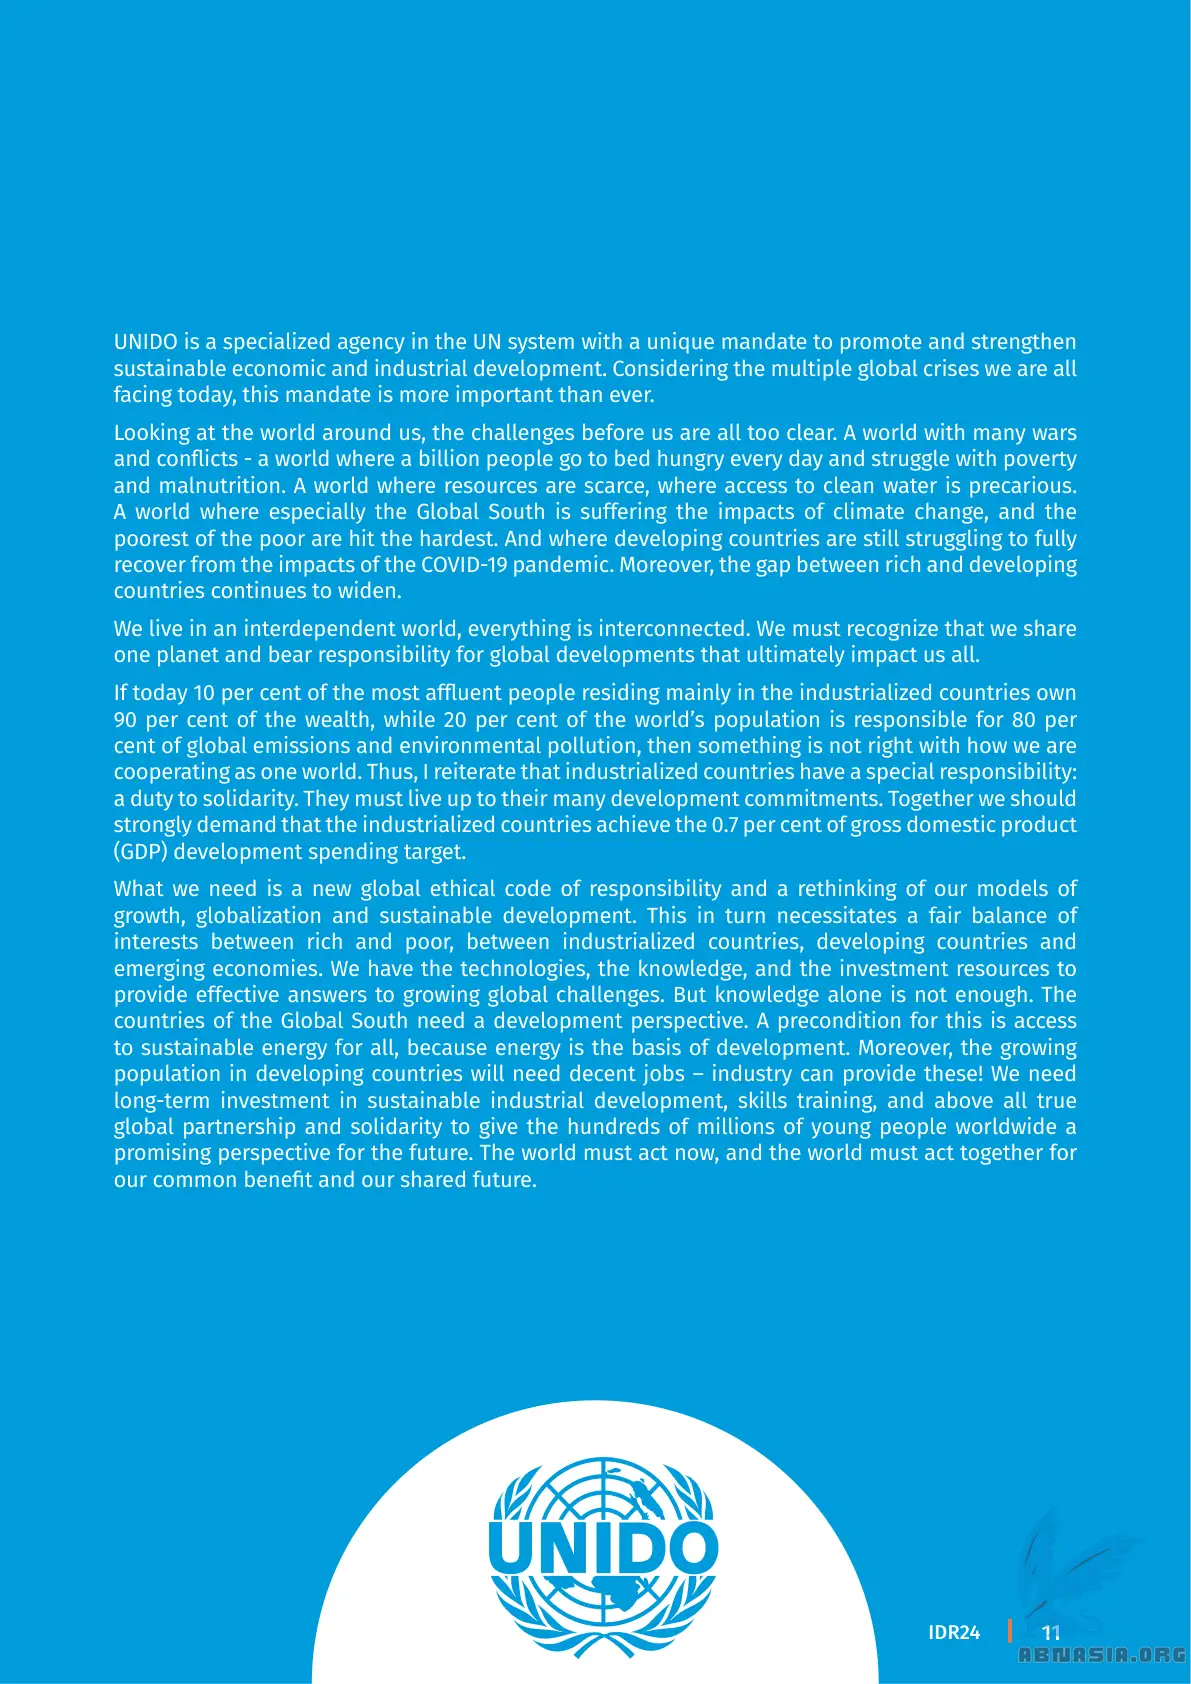 UNIDO is a specialized agency in the UN system with a unique mandate to promote and strengthen
sustainable economic and industrial development. Considering the multiple global crises we are all
facing today, this mandate is more important than ever.
Looking at the world around us, the challenges before us are all too clear. A world with many wars
and conflicts - a world where a billion people go to bed hungry every day and struggle with poverty
and malnutrition. A world where resources are scarce, where access to clean water is precarious.
A world where especially the Global South is suffering the impacts of climate change, and the
poorest of the poor are hit the hardest. And where developing countries are still struggling to fully
recover from the impacts of the COVID-19 pandemic. Moreover, the gap between rich and developing
countries continues to widen.
We live in an interdependent world, everything is interconnected. We must recognize that we share
one planet and bear responsibility for global developments that ultimately impact us all.
If today 10 per cent of the most affluent people residing mainly in the industrialized countries own
90 per cent of the wealth, while 20 per cent of the world’s population is responsible for 80 per
cent of global emissions and environmental pollution, then something is not right with how we are
cooperating as one world. Thus, I reiterate that industrialized countries have a special responsibility:
a duty to solidarity. They must live up to their many development commitments. Together we should
strongly demand that the industrialized countries achieve the 0.7 per cent of gross domestic product
(GDP) development spending target.
What we need is a new global ethical code of responsibility and a rethinking of our models of
growth, globalization and sustainable development. This in turn necessitates a fair balance of
interests between rich and poor, between industrialized countries, developing countries and
emerging economies. We have the technologies, the knowledge, and the investment resources to
provide effective answers to growing global challenges. But knowledge alone is not enough. The
countries of the Global South need a development perspective. A precondition for this is access
to sustainable energy for all, because energy is the basis of development. Moreover, the growing
population in developing countries will need decent jobs – industry can provide these! We need
long-term investment in sustainable industrial development, skills training, and above all true
global partnership and solidarity to give the hundreds of millions of young people worldwide a
promising perspective for the future. The world must act now, and the world must act together for
our common benefit and our shared future.
UNIDO
IDR24 11
ABNASIA.ORG